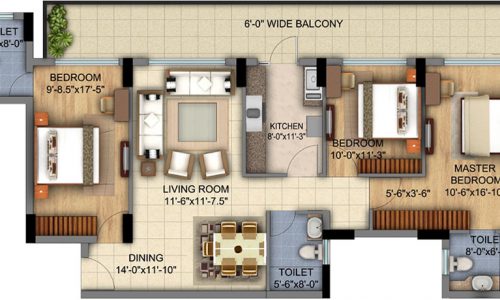 6'-0" WIDE BALCONY
ILET
x8'-0"
BEDROOM
9'-8.5"x17'-5"
KITCHEN
8'-0"x11'-3"
BEDROOM
10'-0"x11'-3"
MASTER
BEDROOM
10'-6"x16'-10
LIVING ROOM
11'-6"x11'-7.5"
5'-6"x3'-6"
DINING
14'-0"x11'-10"
TOILET
5'-6"x8'-0"
TOILE
8'-0"x6'-